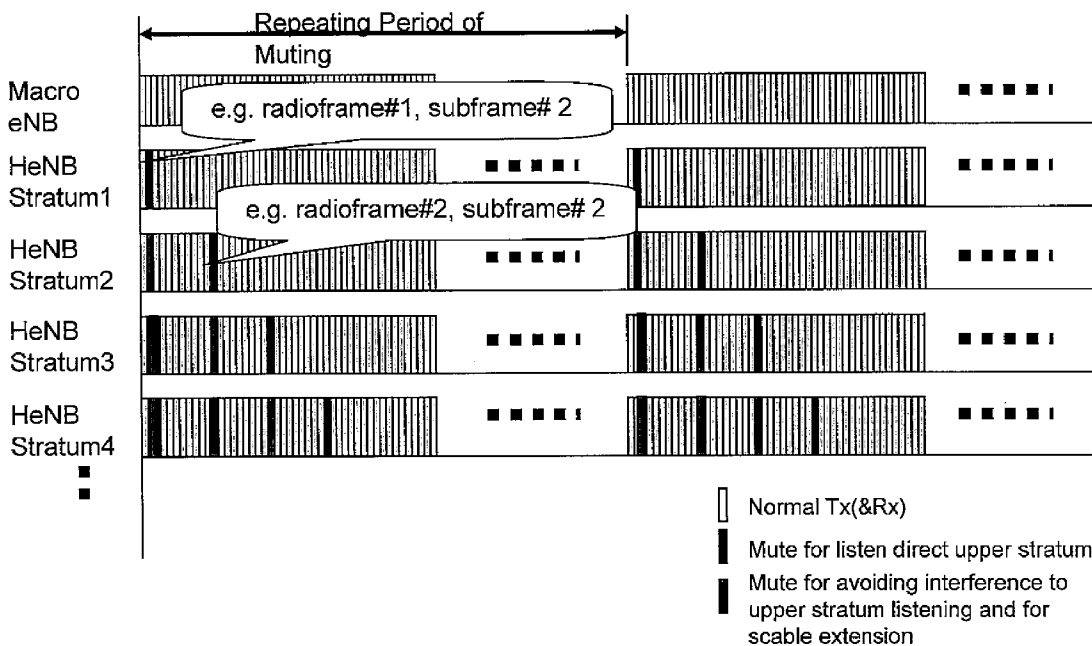 Repeating Period of
Muting
Macro
eNB
e.g. radioframe#1, subframe# 2
HeNB
Stratum1
e.g. radioframe#2, subframe# 2
HeNB
Stratum2
HeNB
Stratum3
HeNB
Stratum4
Normal Tx(&Rx)
Mute for listen direct upper stratum
Mute for avoiding interference to
upper stratum listening and for
scable extension